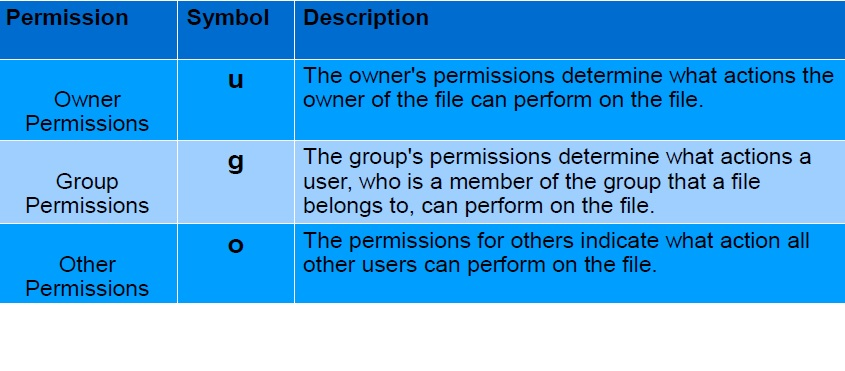 Permission Symbol Description
Owner
Permissions
u
The owner's permissions determine what actions the
owner of the file can perform on the file.
Group
Permissions
g
The group's permissions determine what actions a
user, who is a member of the group that a file
belongs to, can perform on the file.
Other
Permissions
o
The permissions for others indicate what action all
other users can perform on the file.